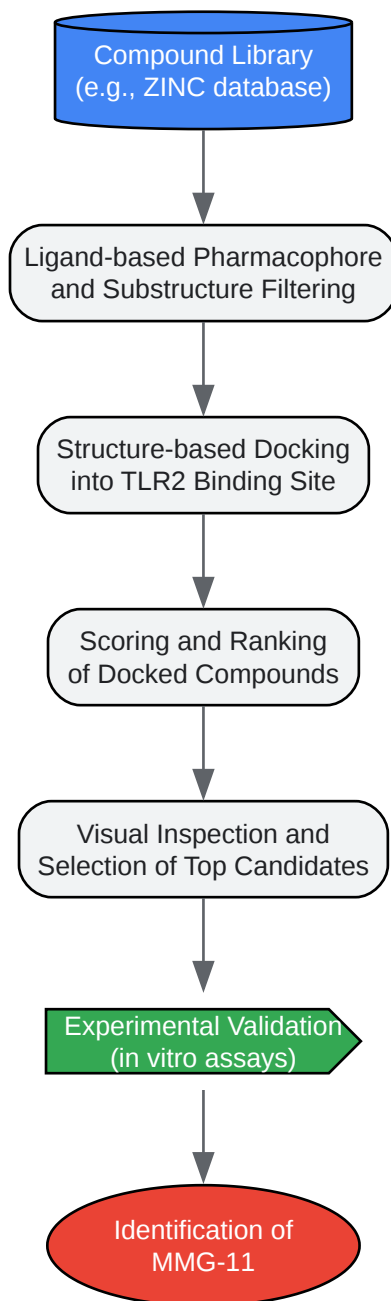 Compound Library
(e.g., ZINC database)
Ligand-based Pharmacophore
and Substructure Filtering
Structure-based Docking
into TLR2 Binding Site
Scoring and Ranking
of Docked Compounds
Visual Inspection and
Selection of Top Candidates
Experimental Validation
(in vitro assays)
Identification of
MMG-11